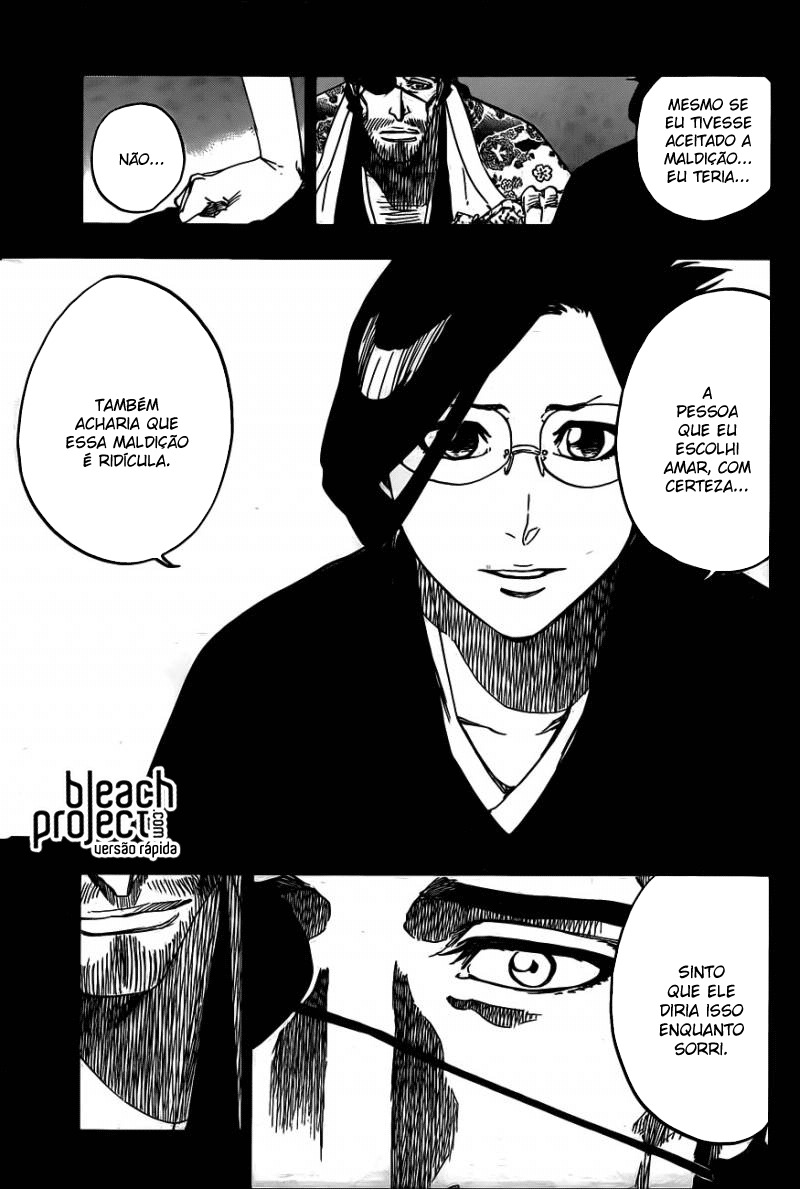 MESMO SE
EU TIVESSE
ACEITADO A
MALDIÇÃO...
EU TERIA...
NÃO...
A
PESSOA
QUE EU
ESCOLHI
AMAR, COM
CERTEZA...
TAMBÉM
ACHARIA QUE
ESSA MALDIÇÃO
É RIDÍCULA.
bleach
project.com
versão rápida
SINTO
QUE ELE
DIRIA ISSO
ENQUANTO
SORRI.